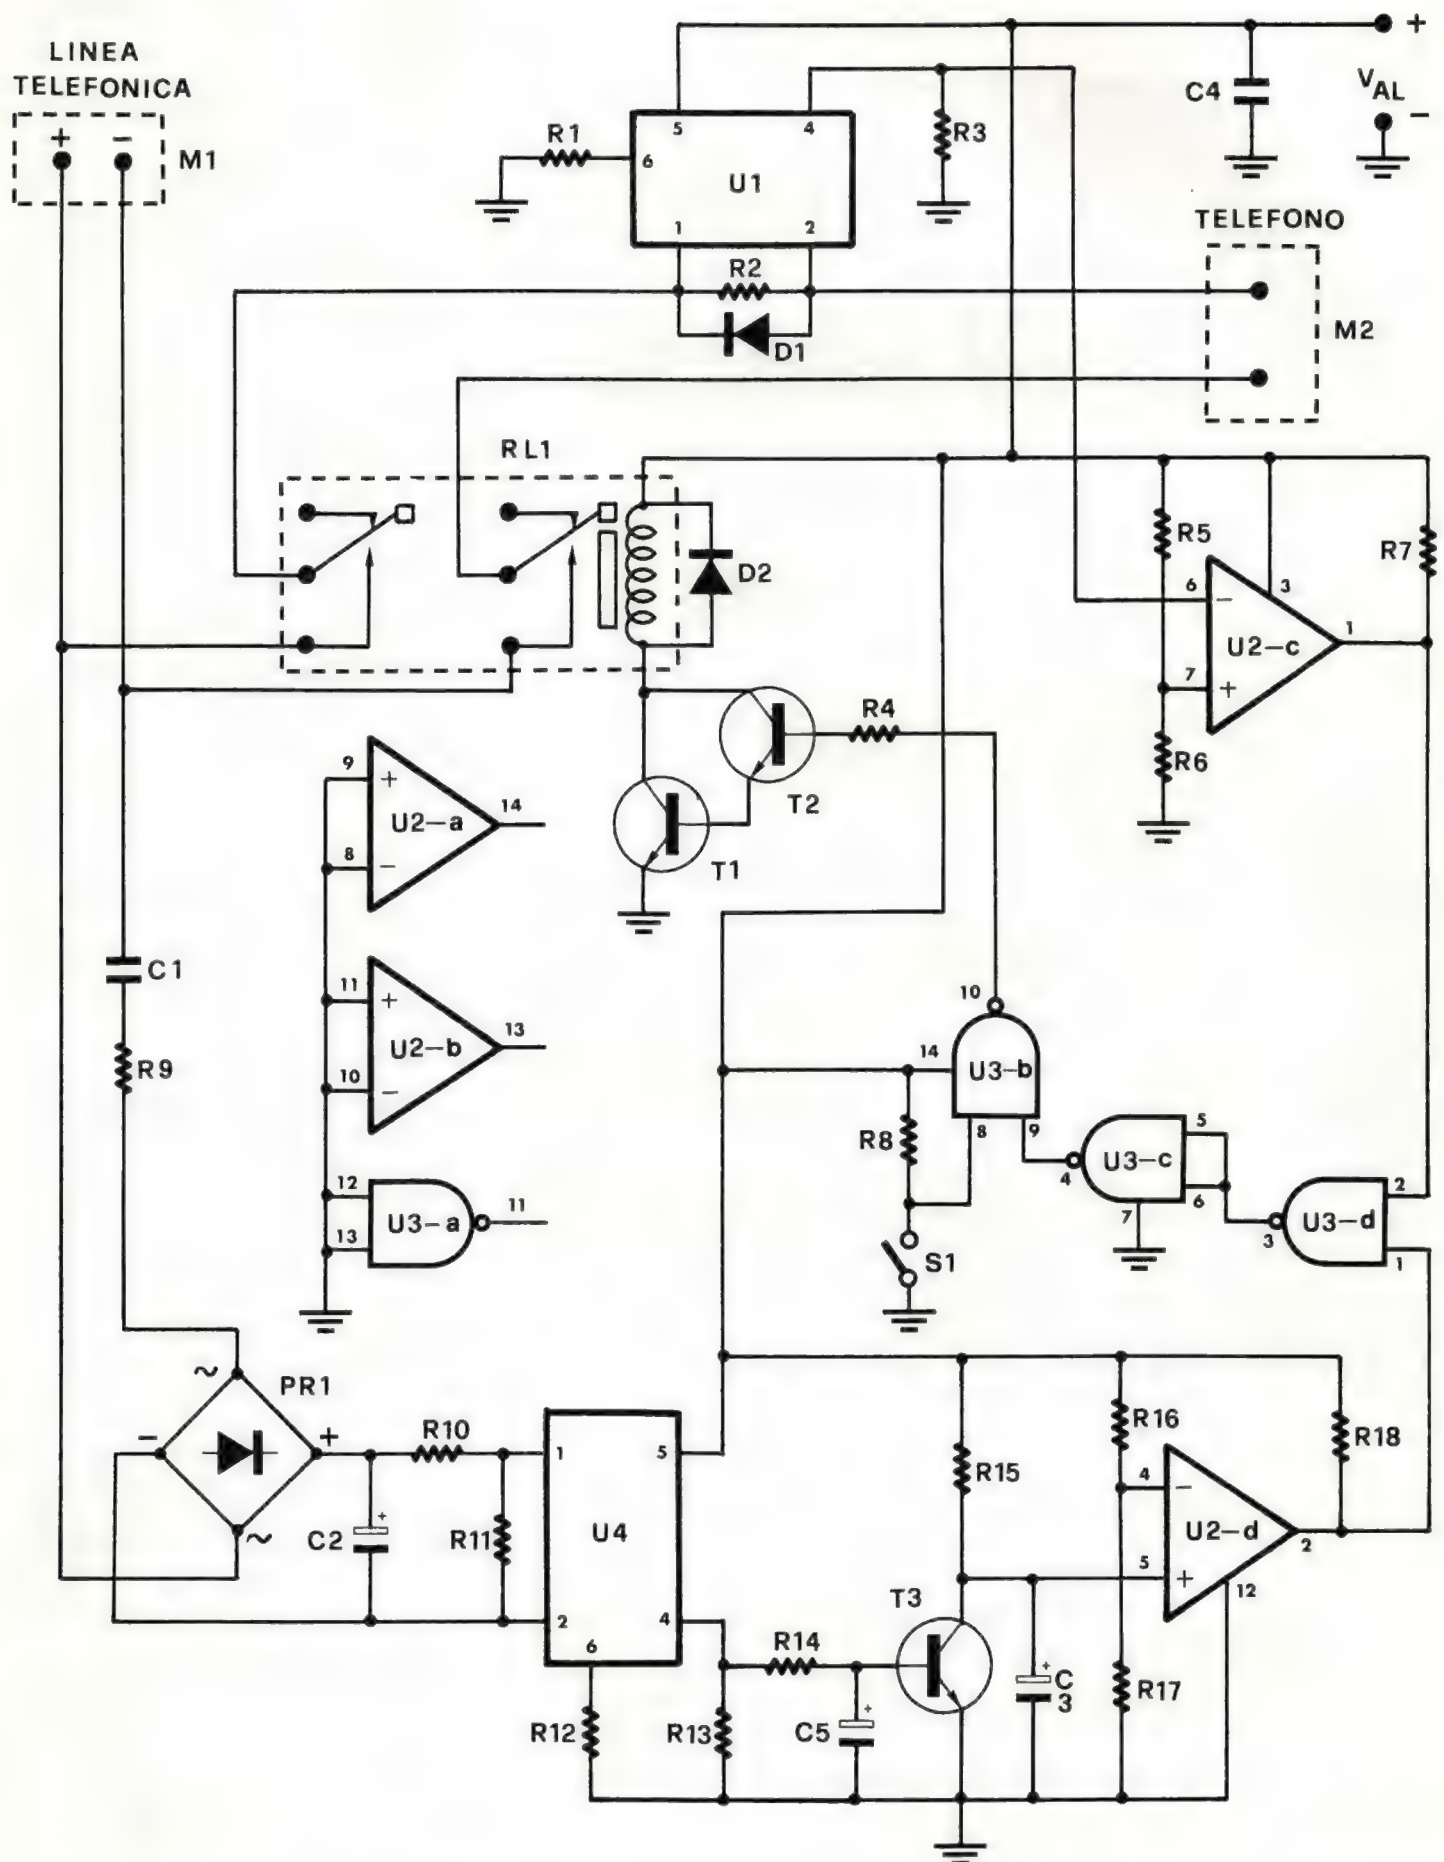 LINEA
TELEFONICA
+ −
M1
R1
5 4
6
U1
1 2
R3
C4
+
VAL
−
TELEFONO
R2
D1
M2
RL1
D2
R5
R7
6 −
3
U2-c
1
7 +
R6
R4
T2
T1
9 +
U2-a
14
8 −
C1
11 +
U2-b
13
10 −
R9
10
14
U3-b
R8
8 9
U3-c
5
4
6
7
2
U3-d
3
1
12
U3-a
11
13
S1
~
PR1
−
+
~
R10
C2
+
R11
1 5
U4
2 4
6
R12
R13
R14
C5
+
T3
R15
C3
+
R16
R17
R18
4 −
U2-d
2
5 +
12